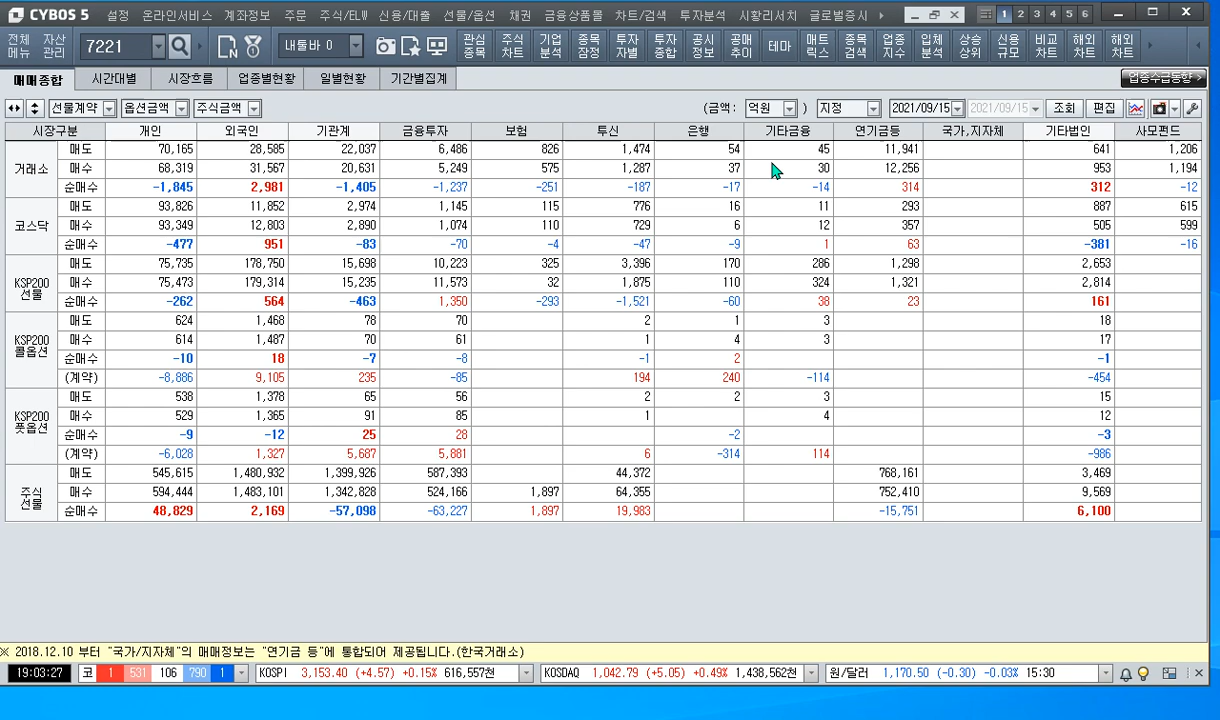 CYBOS 5 설정 온라인서비스 계좌정보 주문 주식/ELW 신용/대출 선물/옵션 채권 금융상품몰 차트/검색 투자분석 시황리서치 글로벌증시 1 2 3 4 5 6
전체메뉴 자산관리 7221 내툴바 0 관심종목 주식차트 기업분석 종목진단 투자자별 투자종합 공시정보 공매추이 테마 매트릭스 종목검색 업종지수 업체분석 상승상위 신용규모 비교차트 해외차트 해외차트
매매종합 시간대별 시장흐름 업종별현황 일별현황 기간별집계 업종수급동향 >
선물계약 옵션금액 주식금액 (금액: 억원 ) 지정 2021/09/15 2021/09/15 조회 편집
시장구분 개인 외국인 기관계 금융투자 보험 투신 은행 기타금융 연기금등 국가,지자체 기타법인 사모펀드
거래소
매도 70,165 28,585 22,037 6,486 826 1,474 54 45 11,941 641 1,206
매수 68,319 31,567 20,631 5,249 575 1,287 37 30 12,256 953 1,194
순매수 -1,845 2,981 -1,405 -1,237 -251 -187 -17 -14 314 312 -12
코스닥
매도 93,826 11,852 2,974 1,145 115 776 16 11 293 887 615
매수 93,349 12,803 2,890 1,074 110 729 6 12 357 505 599
순매수 -477 951 -83 -70 -4 -47 -9 1 63 -381 -16
KSP200 선물
매도 75,735 178,750 15,698 10,223 325 3,396 170 286 1,298 2,653
매수 75,473 179,314 15,235 11,573 32 1,875 110 324 1,321 2,814
순매수 -262 564 -463 1,350 -293 -1,521 -60 38 23 161
KSP200 콜옵션
매도 624 1,468 78 70 2 1 3 18
매수 614 1,487 70 61 1 4 3 17
순매수 -10 18 -7 -8 -1 2 -1
(계약) -8,886 9,105 235 -85 194 240 -114 -454
KSP200 풋옵션
매도 538 1,378 65 56 2 2 3 15
매수 529 1,365 91 85 1 4 12
순매수 -9 -12 25 28 -2 -3
(계약) -6,028 1,327 5,687 5,881 6 -314 114 -986
주식 선물
매도 545,615 1,480,932 1,399,926 587,393 44,372 768,161 3,469
매수 594,444 1,483,101 1,342,828 524,166 1,897 64,355 752,410 9,569
순매수 48,829 2,169 -57,098 -63,227 1,897 19,983 -15,751 6,100
※ 2018.12.10 부터 "국가/지자체"의 매매정보는 "연기금 등"에 통합되어 제공됩니다.(한국거래소)
19:03:27 코 1 531 106 790 1 KOSPI 3,153.40 (+4.57) +0.15% 616,557천 KOSDAQ 1,042.79 (+5.05) +0.49% 1,438,562천 원/달러 1,170.50 (-0.30) -0.03% 15:30